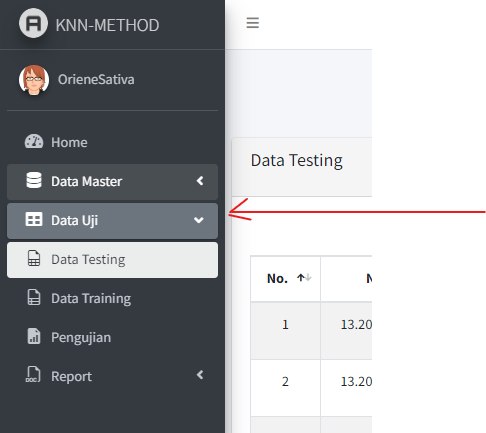 KNN-METHOD
OrieneSativa
Home
Data Master
Data Uji
Data Testing
Data Training
Pengujian
Report
Data Testing
No. N
1 13.20
2 13.20